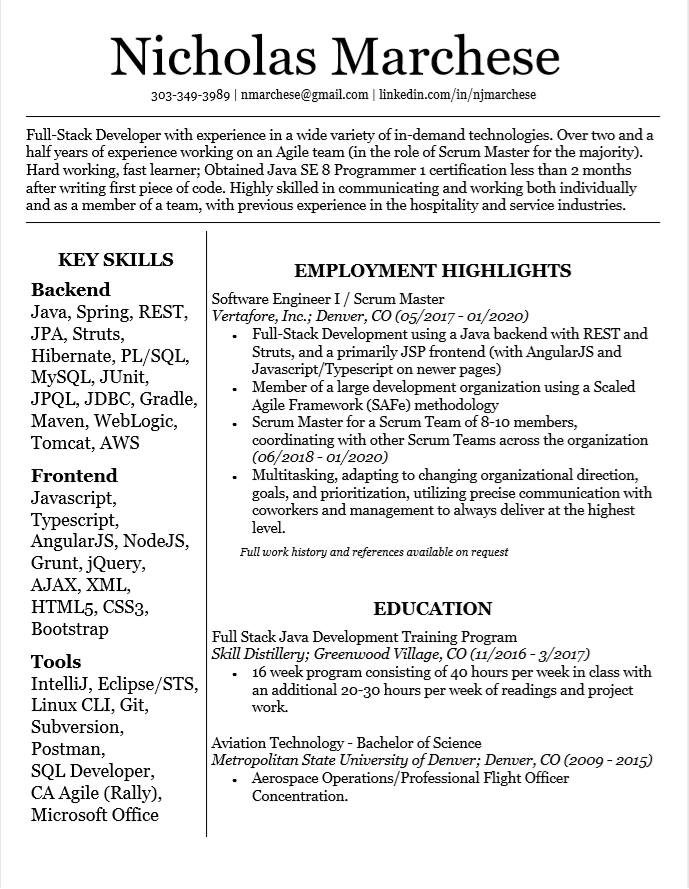 Nicholas Marchese
303-349-3989 | nmarchese@gmail.com | linkedin.com/in/njmarchese
Full-Stack Developer with experience in a wide variety of in-demand technologies. Over two and a
half years of experience working on an Agile team (in the role of Scrum Master for the majority).
Hard working, fast learner; Obtained Java SE 8 Programmer 1 certification less than 2 months
after writing first piece of code. Highly skilled in communicating and working both individually
and as a member of a team, with previous experience in the hospitality and service industries.
KEY SKILLS
Backend
Java, Spring, REST,
JPA, Struts,
Hibernate, PL/SQL,
MySQL, JUnit,
JPQL, JDBC, Gradle,
Maven, WebLogic,
Tomcat, AWS
Frontend
Javascript,
Typescript,
AngularJS, NodeJS,
Grunt, jQuery,
AJAX, XML,
HTML5, CSS3,
Bootstrap
Tools
IntelliJ, Eclipse/STS,
Linux CLI, Git,
Subversion,
Postman,
SQL Developer,
CA Agile (Rally),
Microsoft Office
EMPLOYMENT HIGHLIGHTS
Software Engineer I / Scrum Master
Vertafore, Inc.; Denver, CO (05/2017 - 01/2020)
• Full-Stack Development using a Java backend with REST and
Struts, and a primarily JSP frontend (with AngularJS and
Javascript/Typescript on newer pages)
• Member of a large development organization using a Scaled
Agile Framework (SAFe) methodology
• Scrum Master for a Scrum Team of 8-10 members,
coordinating with other Scrum Teams across the organization
(06/2018 - 01/2020)
• Multitasking, adapting to changing organizational direction,
goals, and prioritization, utilizing precise communication with
coworkers and management to always deliver at the highest
level.
Full work history and references available on request
EDUCATION
Full Stack Java Development Training Program
Skill Distillery; Greenwood Village, CO (11/2016 - 3/2017)
• 16 week program consisting of 40 hours per week in class with
an additional 20-30 hours per week of readings and project
work.
Aviation Technology - Bachelor of Science
Metropolitan State University of Denver; Denver, CO (2009 - 2015)
• Aerospace Operations/Professional Flight Officer
Concentration.